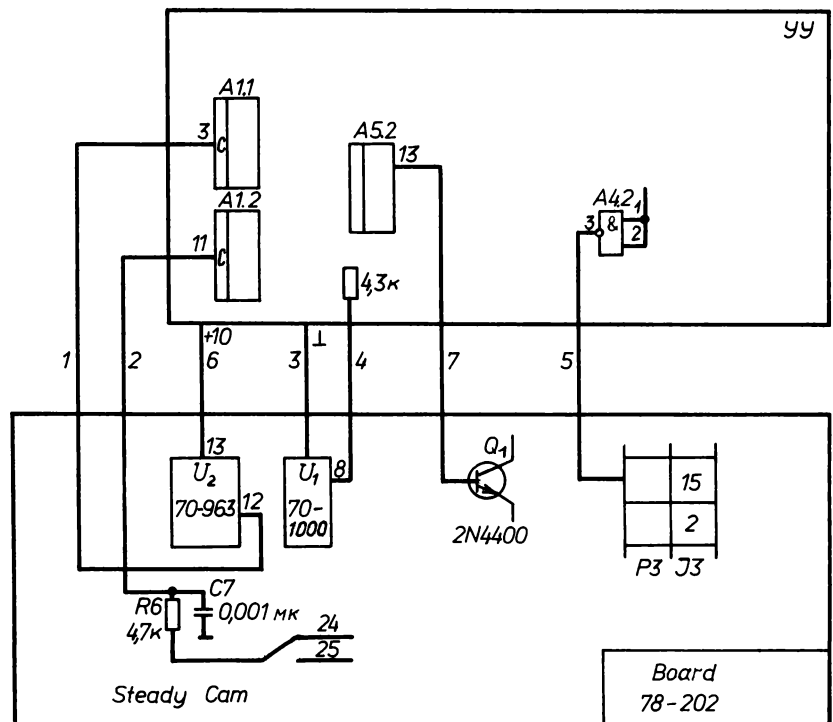 УУ
A1.1
3
C
A5.2
13
A1.2
11
C
A4.2
3
&
1
2
4,3к
+10
⊥
1
2
6
3
4
7
5
13
U2
70-963
12
U1
70-
1000
8
Q1
2N4400
15
2
P3 J3
C7
0,001 мк
R6
4,7к
24
25
Steady Cam
Board
78-202